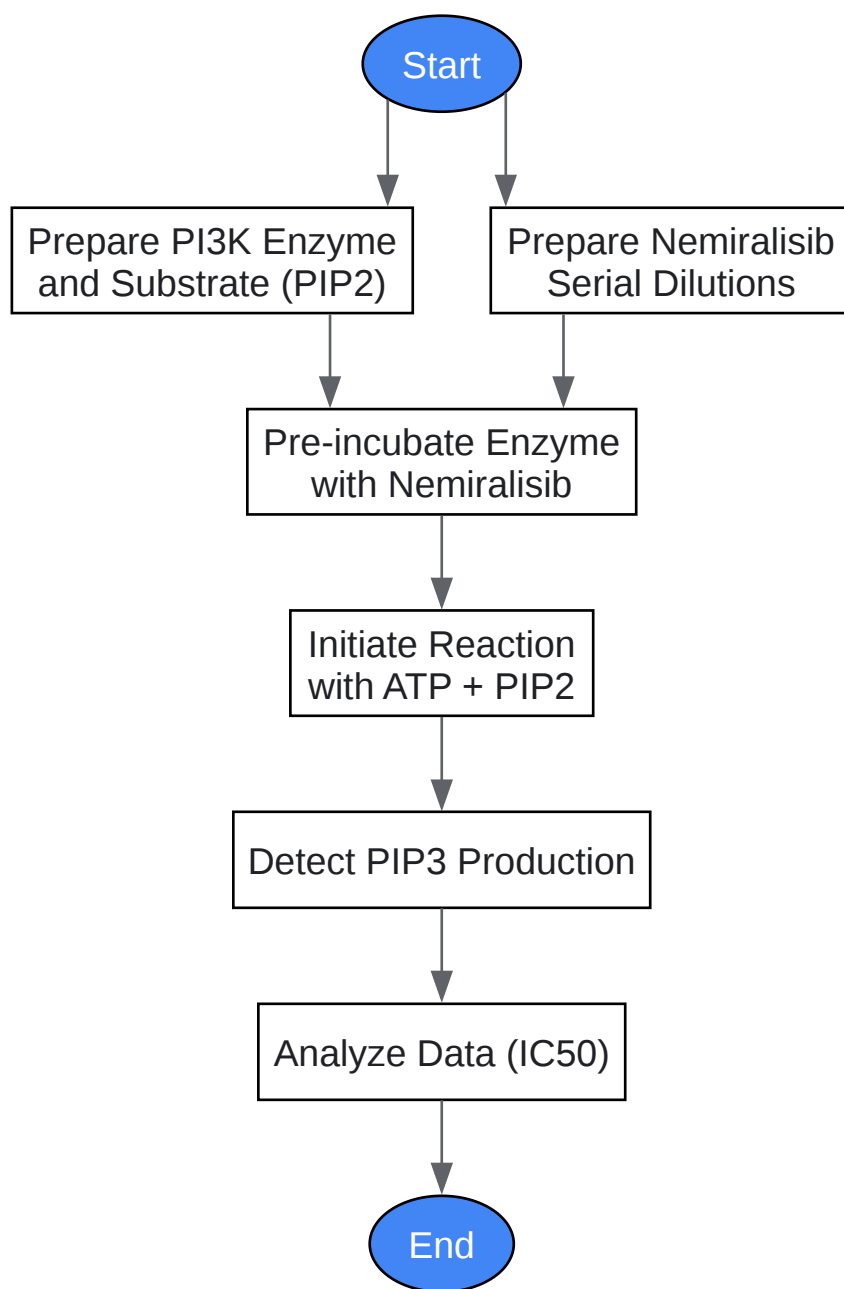 Start
Prepare PI3K Enzyme
and Substrate (PIP2)
Prepare Nemiralisib
Serial Dilutions
Pre-incubate Enzyme
with Nemiralisib
Initiate Reaction
with ATP + PIP2
Detect PIP3 Production
Analyze Data (IC50)
End